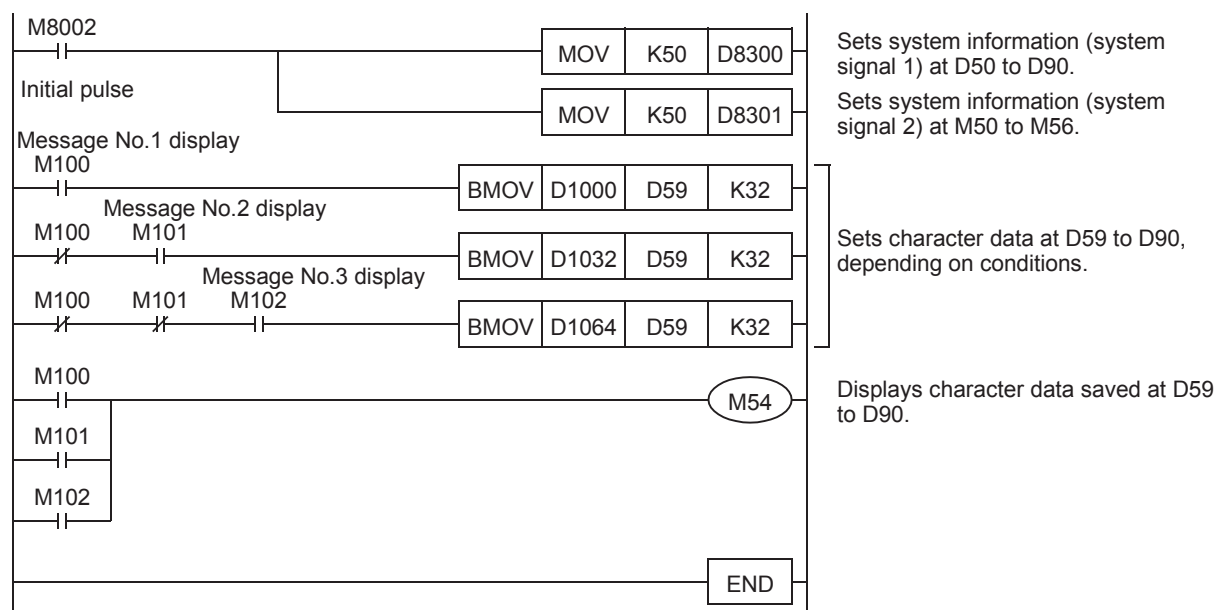 M8002
MOV K50 D8300
Sets system information (system
signal 1) at D50 to D90.
Initial pulse
MOV K50 D8301
Sets system information (system
signal 2) at M50 to M56.
Message No.1 display
M100
BMOV D1000 D59 K32
Message No.2 display
M100 M101
BMOV D1032 D59 K32
Sets character data at D59 to D90,
depending on conditions.
Message No.3 display
M100 M101 M102
BMOV D1064 D59 K32
M100
M54
Displays character data saved at D59
to D90.
M101
M102
END